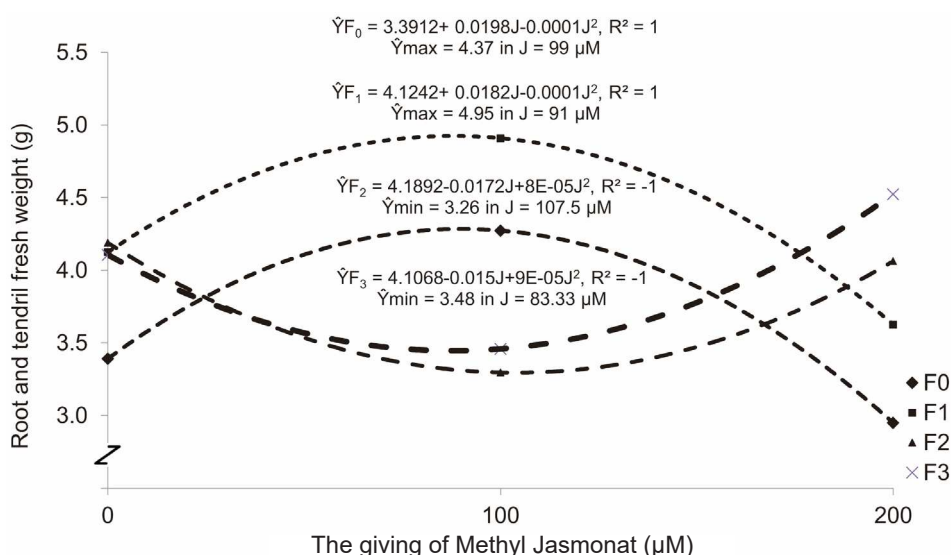 ŶF₀ = 3.3912+ 0.0198J-0.0001J², R² = 1
Ŷmax = 4.37 in J = 99 µM
ŶF₁ = 4.1242+ 0.0182J-0.0001J², R² = 1
Ŷmax = 4.95 in J = 91 µM
ŶF₂ = 4.1892-0.0172J+8E-05J², R² = -1
Ŷmin = 3.26 in J = 107.5 µM
ŶF₃ = 4.1068-0.015J+9E-05J², R² = -1
Ŷmin = 3.48 in J = 83.33 µM
Root and tendril fresh weight (g)
5.5
5.0
4.5
4.0
3.5
3.0
0
100
200
The giving of Methyl Jasmonat (µM)
F0
F1
F2
F3